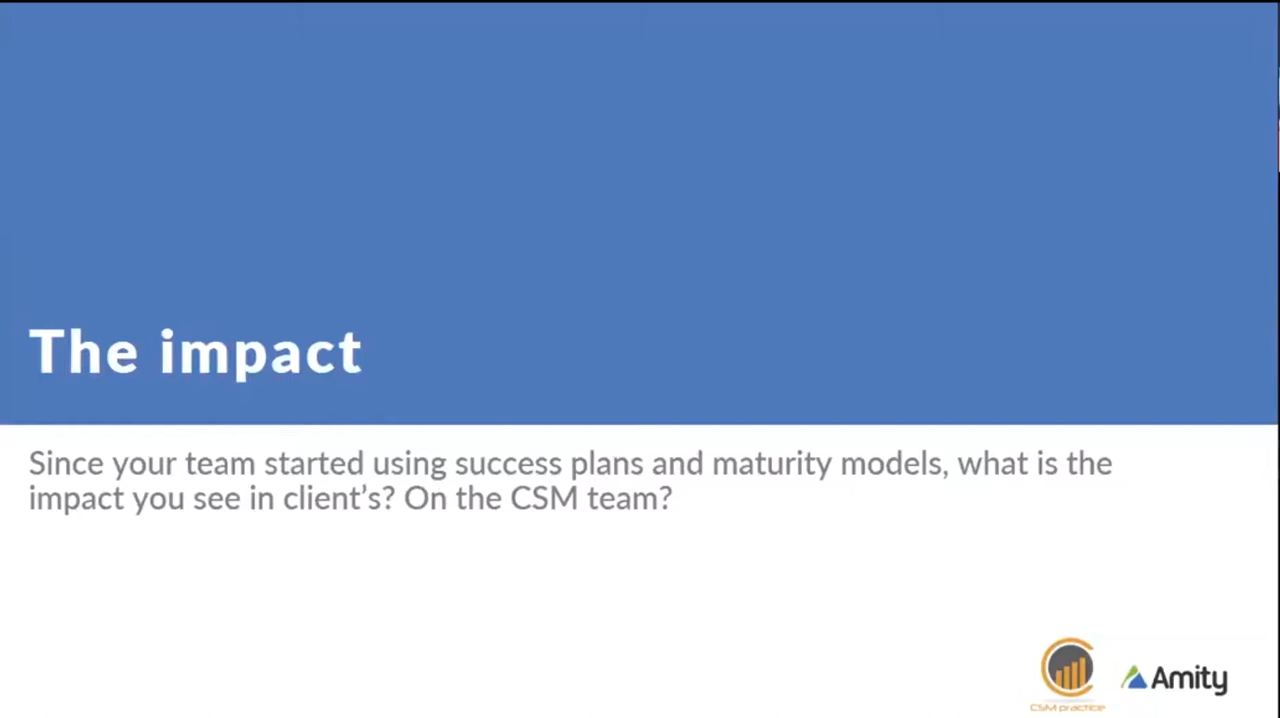 The impact
Since your team started using success plans and maturity models, what is the
impact you see in client’s? On the CSM team?
CSM practice
Amity